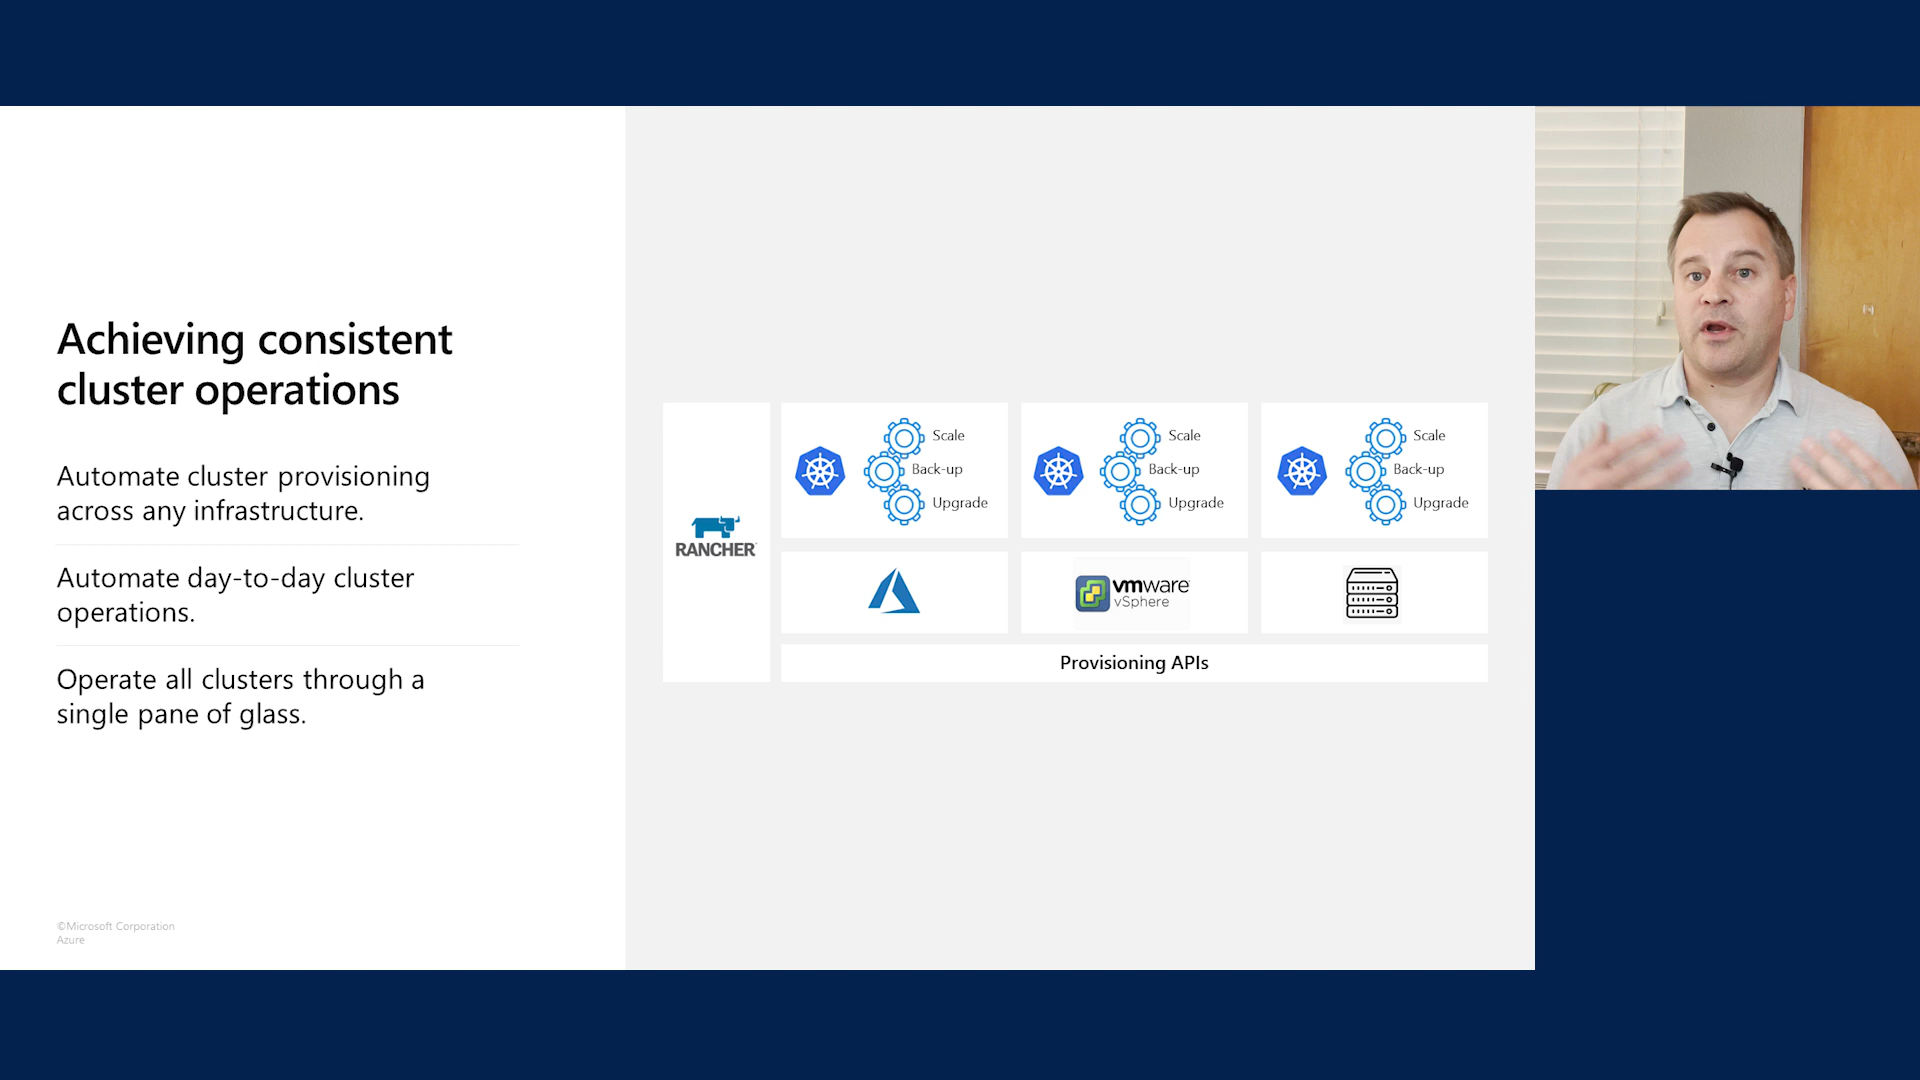 Achieving consistent
cluster operations
Automate cluster provisioning
across any infrastructure.
Automate day-to-day cluster
operations.
Operate all clusters through a
single pane of glass.
©Microsoft Corporation
Azure
RANCHER
Scale
Back-up
Upgrade
Scale
Back-up
Upgrade
Scale
Back-up
Upgrade
vmware
vSphere
Provisioning APIs